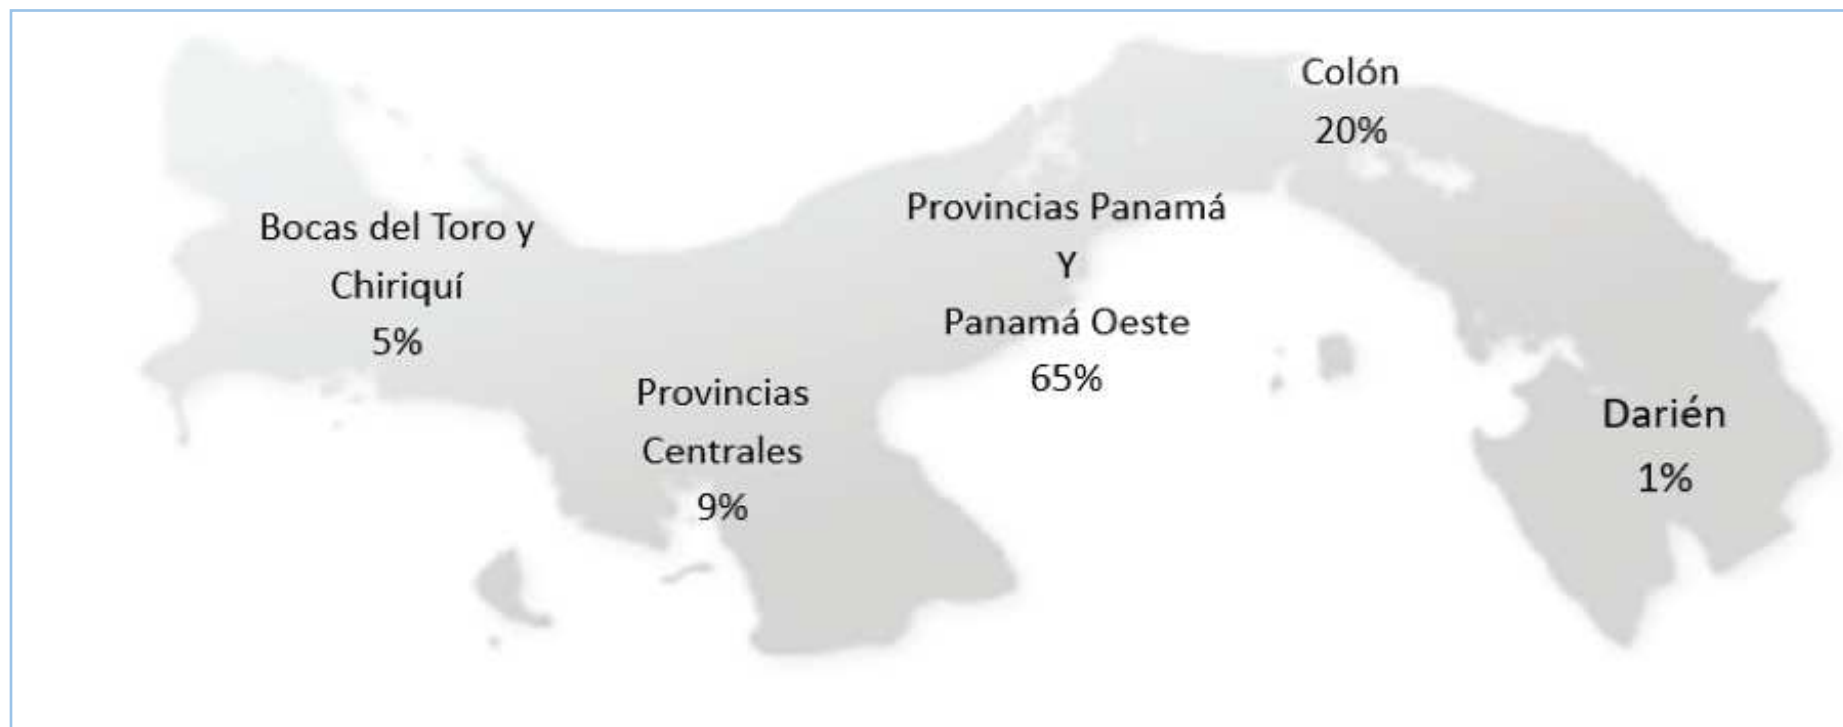 Colón
20%
Provincias Panamá
Y
Panamá Oeste
65%
Bocas del Toro y
Chiriquí
5%
Provincias
Centrales
9%
Darién
1%